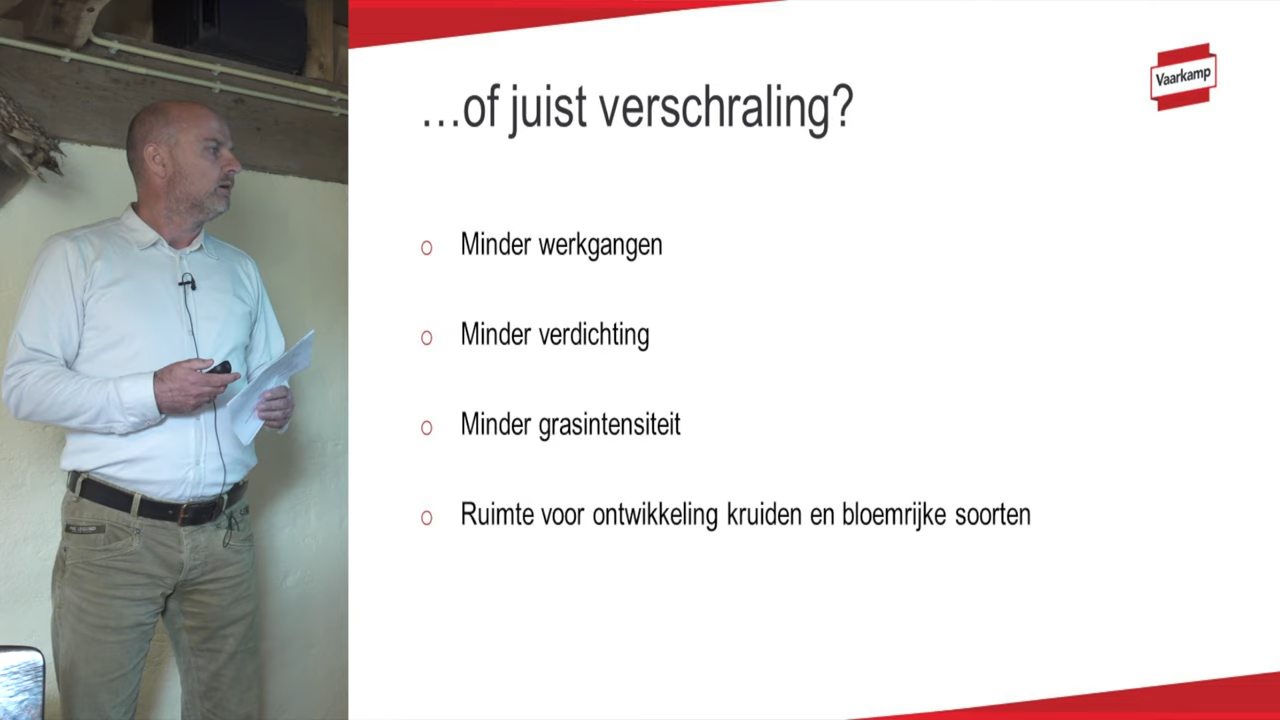 …of juist verschraling?
Vaarkamp
Minder werkgangen
Minder verdichting
Minder grasintensiteit
Ruimte voor ontwikkeling kruiden en bloemrijke soorten